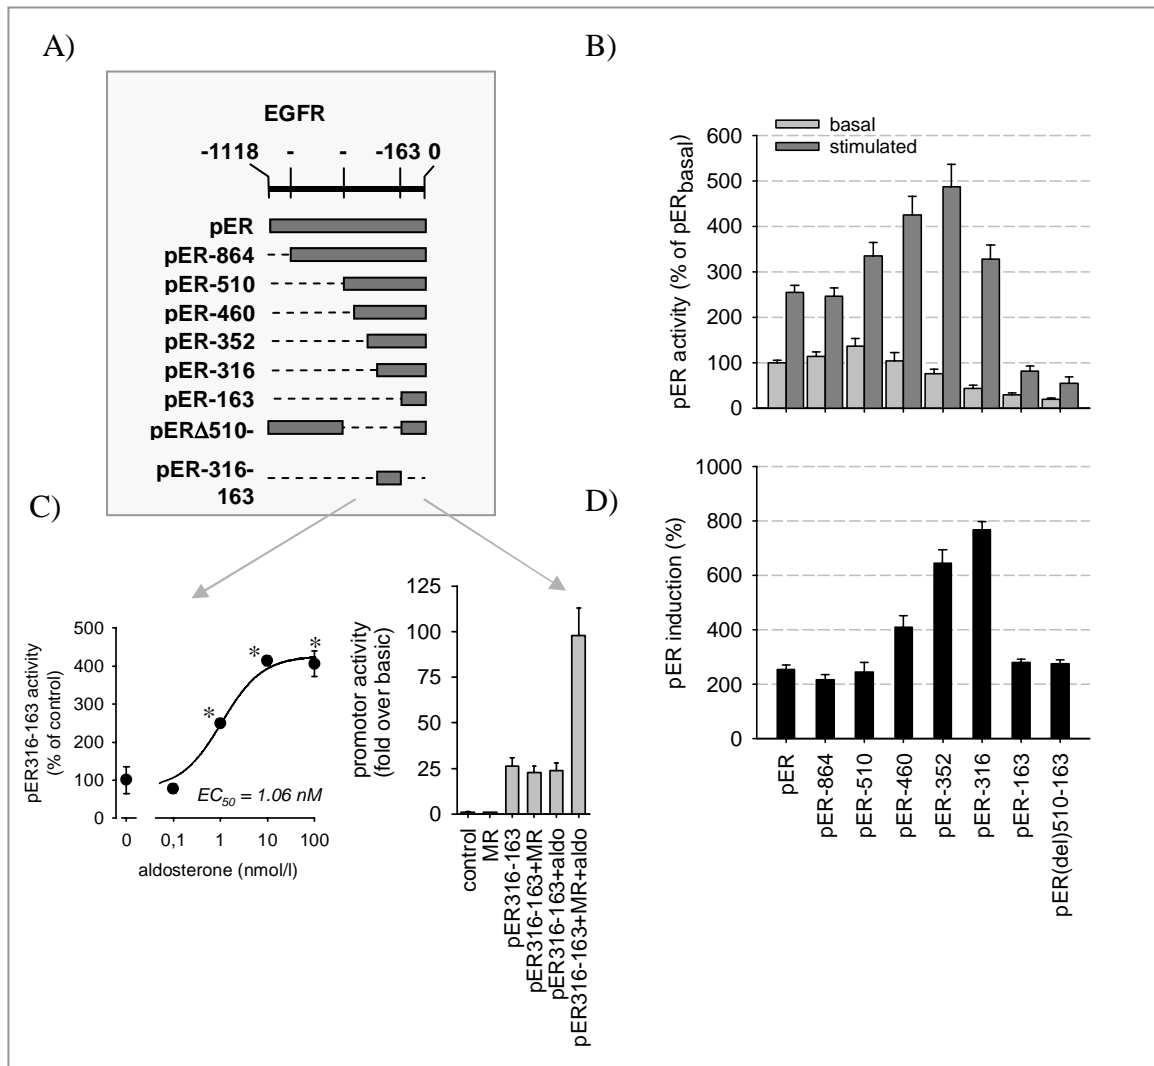 A)
EGFR
-1118 - - -163 0
pER
pER-864
pER-510
pER-460
pER-352
pER-316
pER-163
pERΔ510-
pER-316-
163
B)
basal
stimulated
pER activity (% of pERbasal)
600
500
400
300
200
100
0
C)
pER316-163 activity
(% of control)
500
400
300
200
100
0
* * *
EC50 = 1.06 nM
0 0,1 1 10 100
aldosterone (nmol/l)
promotor activity
(fold over basic)
125
100
75
50
25
0
control
MR
pER316-163
pER316-163+MR
pER316-163+aldo
pER316-163+MR+aldo
D)
pER induction (%)
1000
800
600
400
200
0
pER
pER-864
pER-510
pER-460
pER-352
pER-316
pER-163
pER(del)510-163